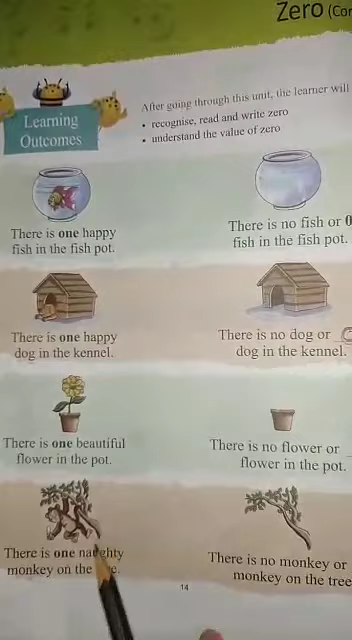 Zero (Con
Learning
Outcomes
After going through this unit, the learner will
• recognise, read and write zero
• understand the value of zero
There is one happy
fish in the fish pot.
There is no fish or 0
fish in the fish pot.
There is one happy
dog in the kennel.
There is no dog or 0
dog in the kennel.
There is one beautiful
flower in the pot.
There is no flower or _
flower in the pot.
There is one naughty
monkey on the
There is no monkey or
monkey on the tree
14